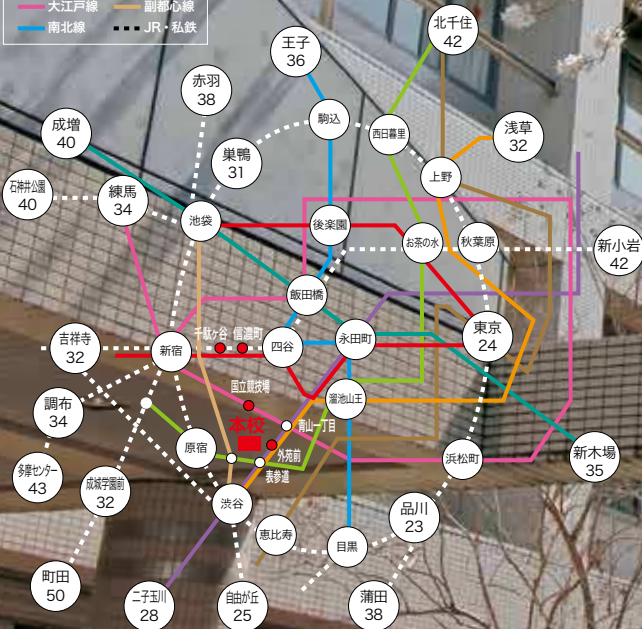 大江戸線
副都心線
南北線
JR・私鉄
北千住
42
王子
36
赤羽
38
駒込
西日暮里
浅草
32
成増
40
巣鴨
31
上野
石神井公園
40
練馬
34
池袋
後楽園
お茶の水
秋葉原
新小岩
42
飯田橋
吉祥寺
32
新宿
千駄ヶ谷
信濃町
四谷
永田町
東京
24
国立競技場
溜池山王
調布
34
本校
青山一丁目
外苑前
表参道
原宿
浜松町
新木場
35
多摩センター
43
成城学園前
32
渋谷
品川
23
恵比寿
目黒
町田
50
二子玉川
28
自由が丘
25
蒲田
38